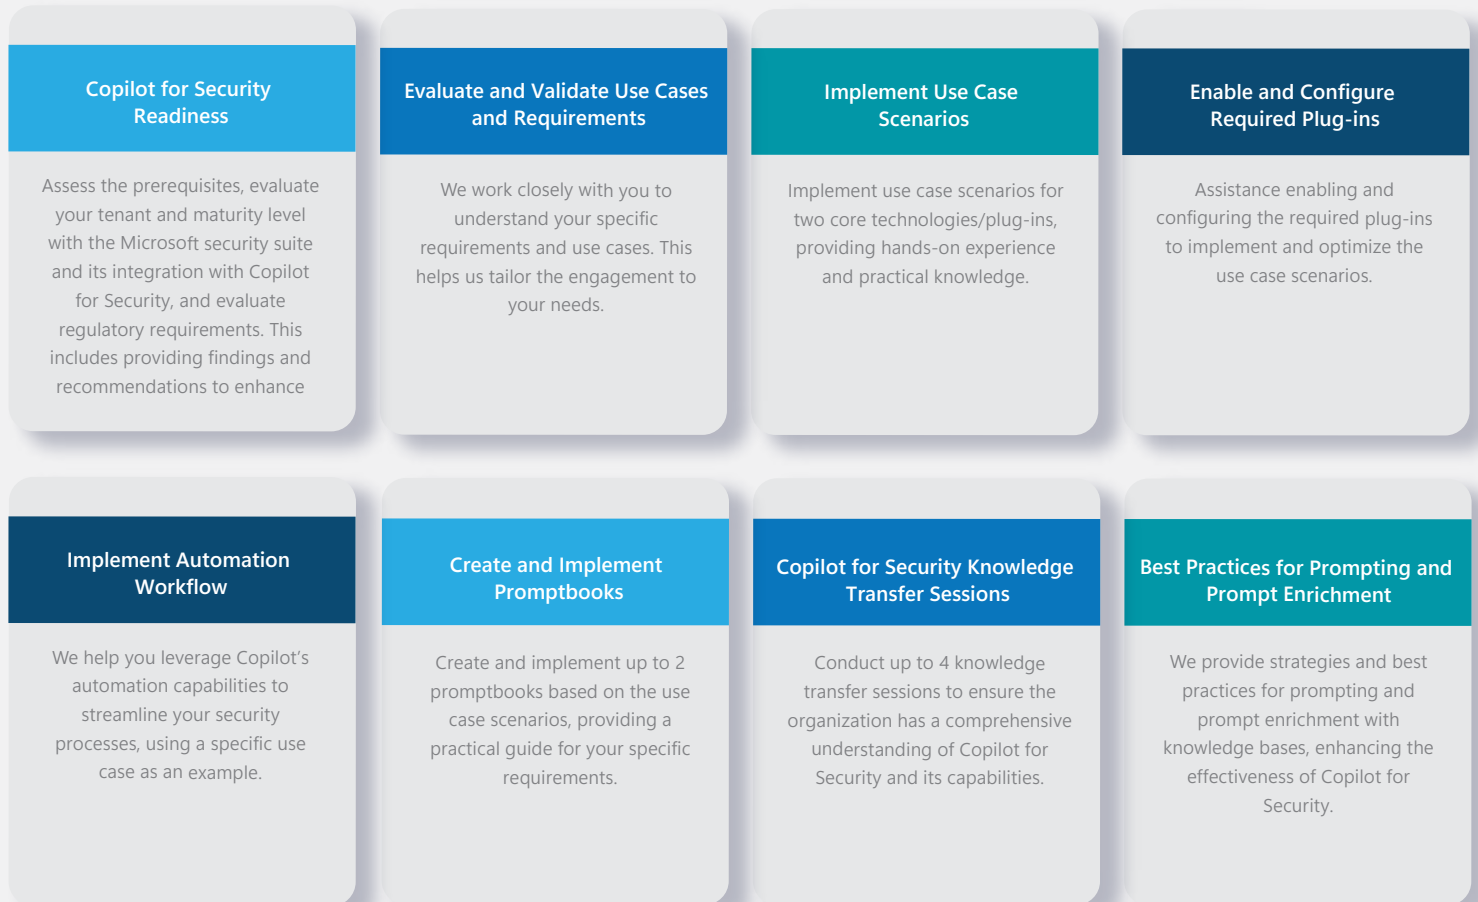 Copilot for Security
Readiness
Assess the prerequisites, evaluate
your tenant and maturity level
with the Microsoft security suite
and its integration with Copilot
for Security, and evaluate
regulatory requirements. This
includes providing findings and
recommendations to enhance
Evaluate and Validate Use Cases
and Requirements
We work closely with you to
understand your specific
requirements and use cases. This
helps us tailor the engagement to
your needs.
Implement Use Case
Scenarios
Implement use case scenarios for
two core technologies/plug-ins,
providing hands-on experience
and practical knowledge.
Enable and Configure
Required Plug-ins
Assistance enabling and
configuring the required plug-ins
to implement and optimize the
use case scenarios.
Implement Automation
Workflow
We help you leverage Copilot’s
automation capabilities to
streamline your security
processes, using a specific use
case as an example.
Create and Implement
Promptbooks
Create and implement up to 2
promptbooks based on the use
case scenarios, providing a
practical guide for your specific
requirements.
Copilot for Security Knowledge
Transfer Sessions
Conduct up to 4 knowledge
transfer sessions to ensure the
organization has a comprehensive
understanding of Copilot for
Security and its capabilities.
Best Practices for Prompting and
Prompt Enrichment
We provide strategies and best
practices for prompting and
prompt enrichment with
knowledge bases, enhancing the
effectiveness of Copilot for
Security.